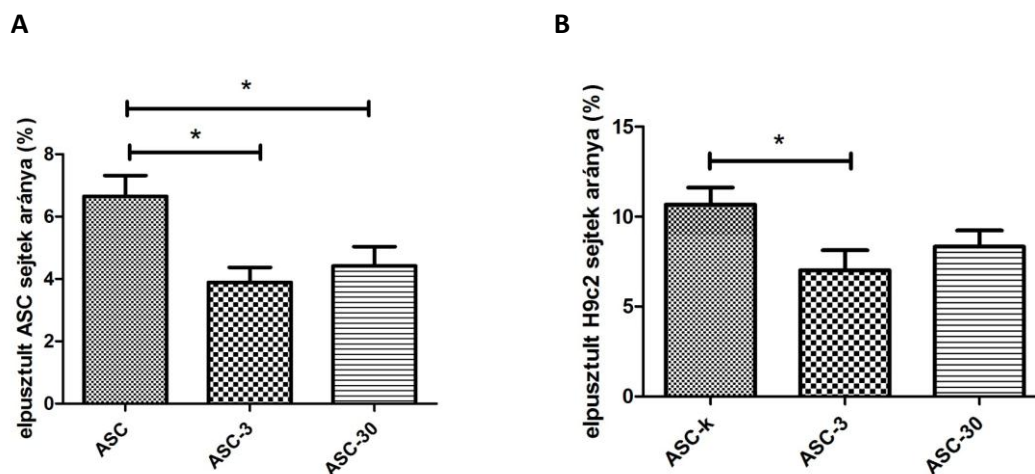 A
B
*
*
elpusztult ASC sejtek aránya (%)
8
6
4
2
0
ASC
ASC-3
ASC-30
*
elpusztult H9c2 sejtek aránya (%)
15
10
5
0
ASC-k
ASC-3
ASC-30